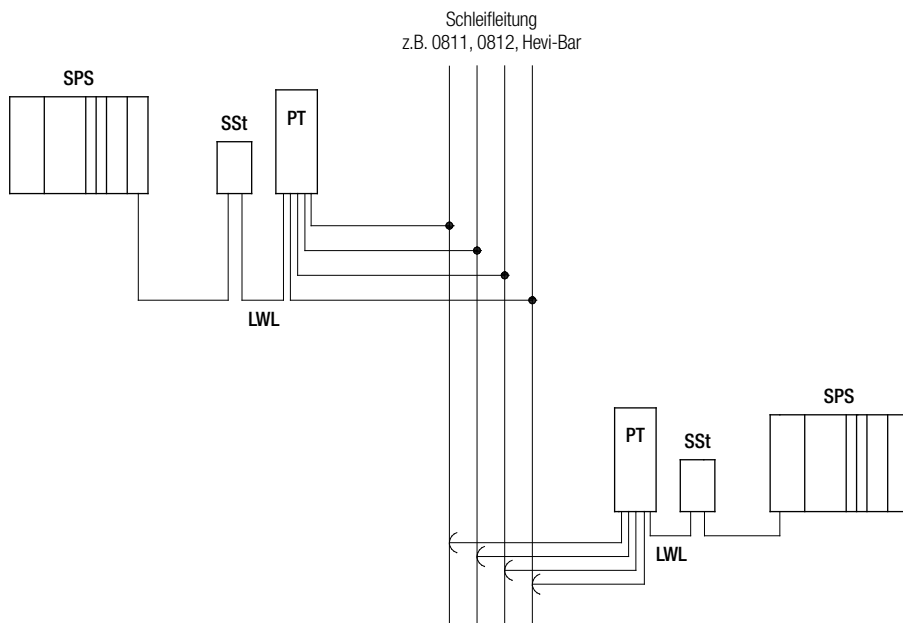 Schleifleitung
z.B. 0811, 0812, Hevi-Bar
SPS
SSt
PT
LWL
SPS
PT
SSt
LWL